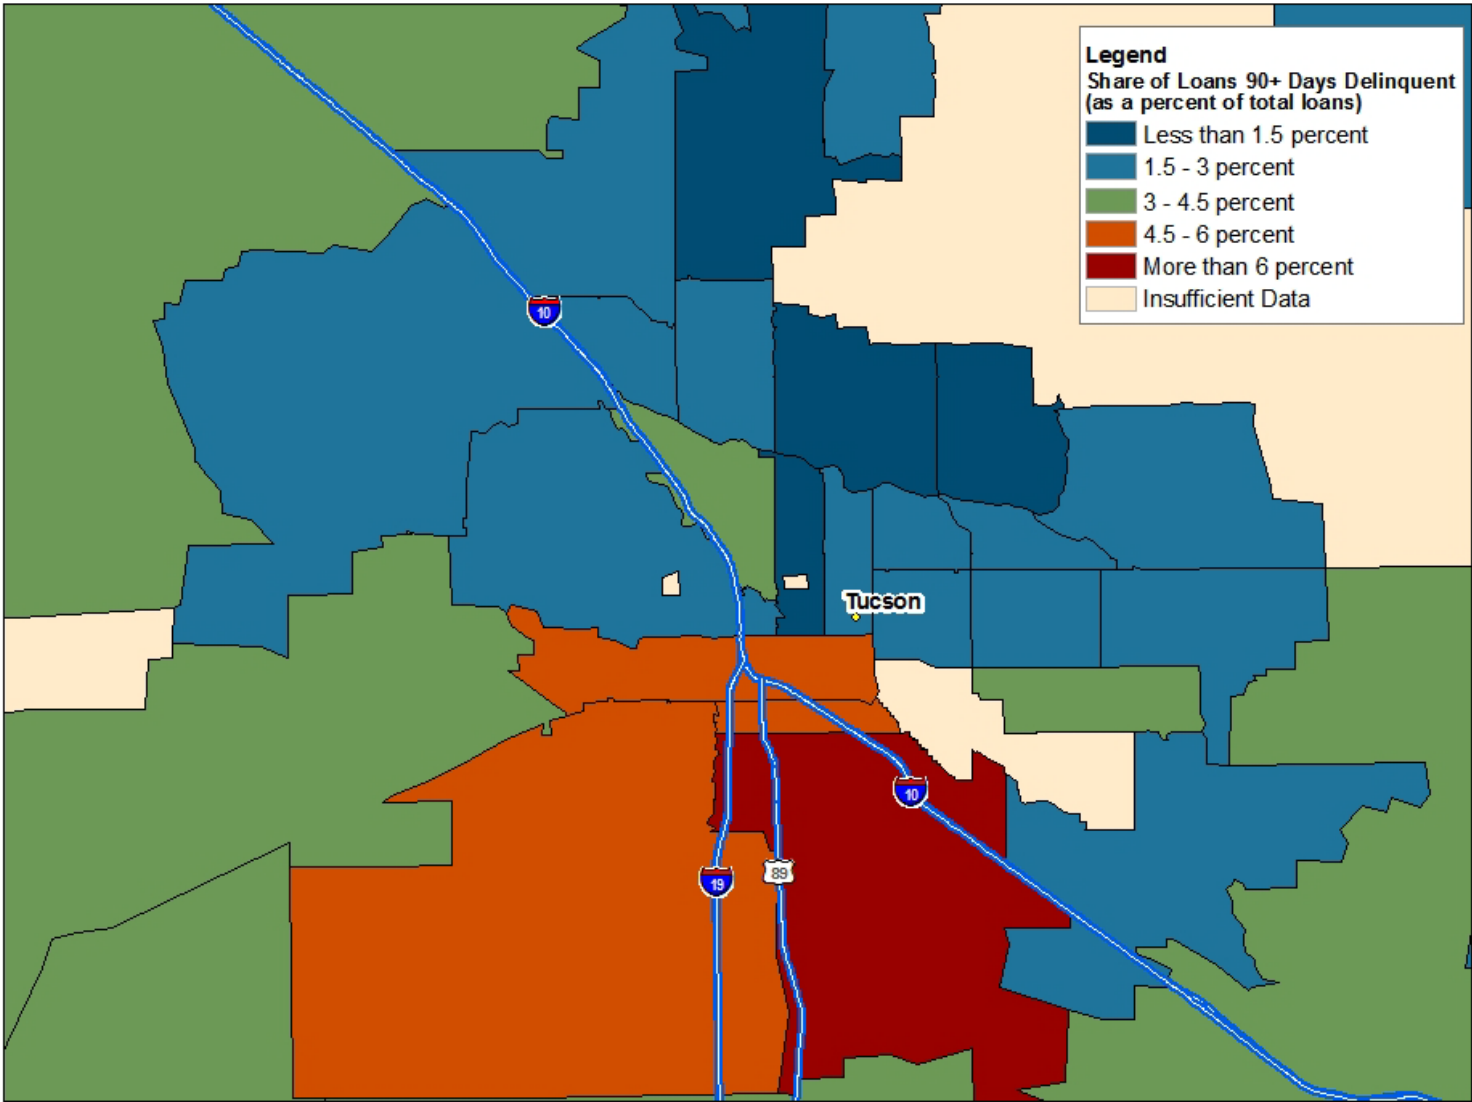 Legend
Share of Loans 90+ Days Delinquent
(as a percent of total loans)
Less than 1.5 percent
1.5 - 3 percent
3 - 4.5 percent
4.5 - 6 percent
More than 6 percent
Insufficient Data
10
Tucson
10
89
19